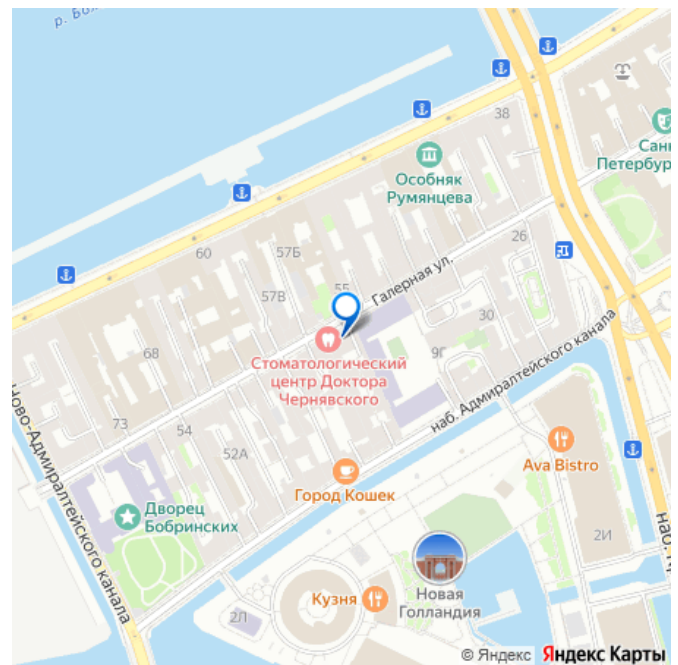 р. Бол
38
Санк
Петербур
Особняк
Румянцева
60
57Б
26
Галерная ул.
57В
55
30
68
Стоматологический
центр Доктора
Чернявского
9Г
наб. Адмиралтейского канала
Ново-Адмиралтейского канала
73
54
52А
Город Кошек
Ava Bistro
Дворец
Бобринских
2И
наб.
Новая
Голландия
Кузня
2Л
© Яндекс Яндекс Карты